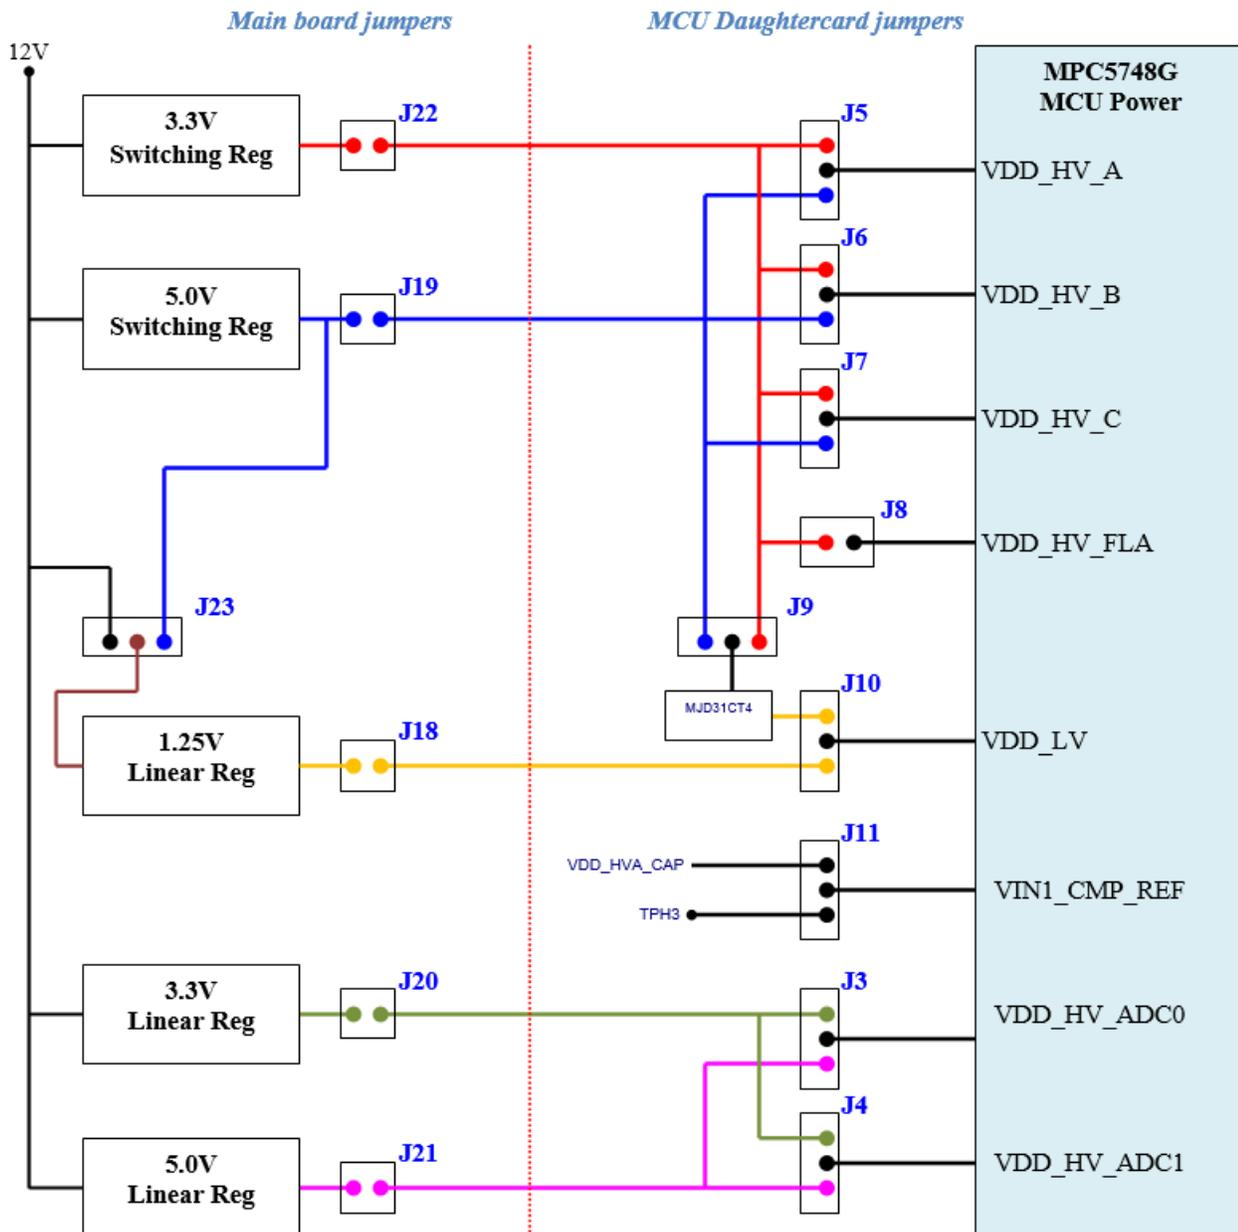 Main board jumpers
MCU Daughtercard jumpers
12V
3.3V
Switching Reg
J22
J5
MPC5748G
MCU Power
VDD_HV_A
J6
5.0V
Switching Reg
J19
VDD_HV_B
J7
VDD_HV_C
J8
VDD_HV_FLA
J23
J9
MJD31CT4
J10
1.25V
Linear Reg
J18
VDD_LV
J11
VDD_HVA_CAP
VIN1_CMP_REF
TPH3
3.3V
Linear Reg
J20
J3
VDD_HV_ADC0
J4
5.0V
Linear Reg
J21
VDD_HV_ADC1